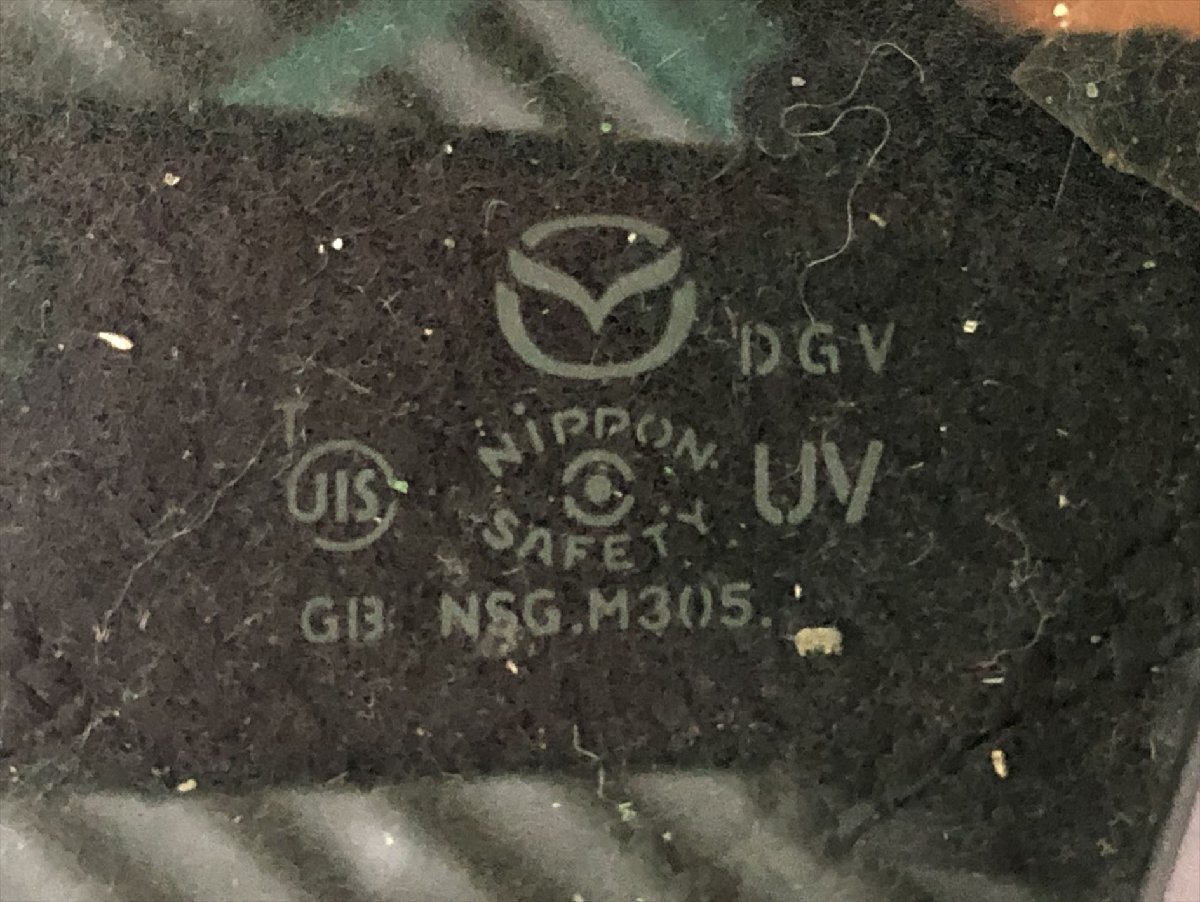 DGV
T
JIS
NIPPON
SAFETY
UV
GB NSG.M305.